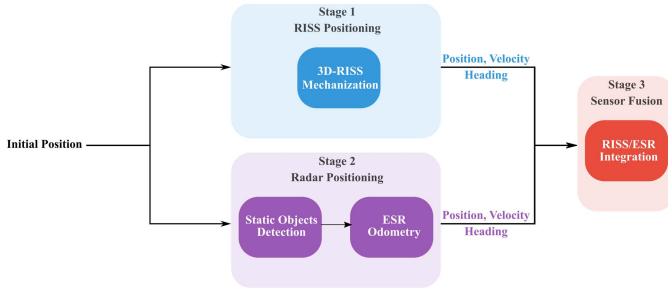 Stage 1
RISS Positioning
3D-RISS
Mechanization
Position, Velocity
Heading
Stage 3
Sensor Fusion
RISS/ESR
Integration
Initial Position
Stage 2
Radar Positioning
Static Objects
Detection
ESR
Odometry
Position, Velocity
Heading